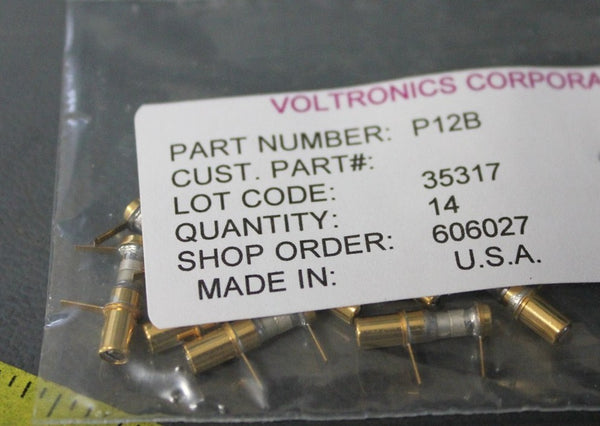 VOLTRONICS CORPORA
PART NUMBER: P12B
CUST. PART#:
LOT CODE: 35317
QUANTITY: 14
SHOP ORDER: 606027
MADE IN: U.S.A.